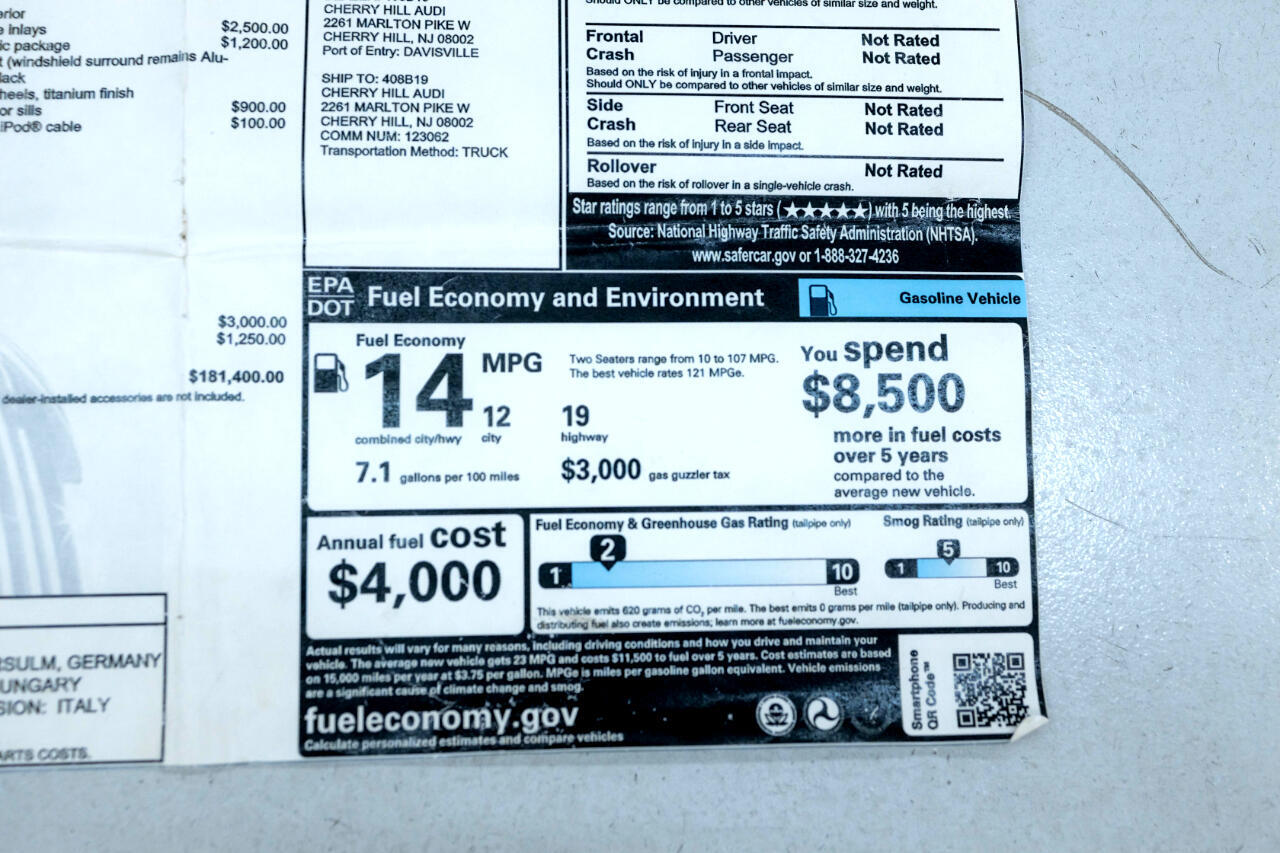 e inlays $2,500.00
ic package $1,200.00
t (windshield surround remains Alu-
lack
heels, titanium finish
or sills $900.00
iPod® cable $100.00
$3,000.00
$1,250.00
$181,400.00
dealer-installed accessories are not included.
RSULM, GERMANY
UNGARY
SION: ITALY
ARTS COSTS.
CHERRY HILL AUDI
2261 MARLTON PIKE W
CHERRY HILL, NJ 08002
Port of Entry: DAVISVILLE
SHIP TO: 408B19
CHERRY HILL AUDI
2261 MARLTON PIKE W
CHERRY HILL, NJ 08002
COMM NUM: 123062
Transportation Method: TRUCK
Should ONLY be compared to other vehicles of similar size and weight.
Frontal Driver Not Rated
Crash Passenger Not Rated
Based on the risk of injury in a frontal impact.
Should ONLY be compared to other vehicles of similar size and weight.
Side Front Seat Not Rated
Crash Rear Seat Not Rated
Based on the risk of injury in a side impact.
Rollover Not Rated
Based on the risk of rollover in a single-vehicle crash.
Star ratings range from 1 to 5 stars (★★★★★) with 5 being the highest.
Source: National Highway Traffic Safety Administration (NHTSA).
www.safercar.gov or 1-888-327-4236
EPA
DOT
Fuel Economy and Environment
Gasoline Vehicle
Fuel Economy
14 MPG
combined city/hwy
12
city
19
highway
Two Seaters range from 10 to 107 MPG.
The best vehicle rates 121 MPGe.
7.1 gallons per 100 miles
$3,000 gas guzzler tax
You spend
$8,500
more in fuel costs
over 5 years
compared to the
average new vehicle.
Annual fuel cost
$4,000
Fuel Economy & Greenhouse Gas Rating (tailpipe only)
2
1 10
Best
Smog Rating (tailpipe only)
5
1 10
Best
This vehicle emits 620 grams of CO₂ per mile. The best emits 0 grams per mile (tailpipe only). Producing and
distributing fuel also create emissions; learn more at fueleconomy.gov.
Actual results will vary for many reasons, including driving conditions and how you drive and maintain your
vehicle. The average new vehicle gets 23 MPG and costs $11,500 to fuel over 5 years. Cost estimates are based
on 15,000 miles per year at $3.75 per gallon. MPGe is miles per gasoline gallon equivalent. Vehicle emissions
are a significant cause of climate change and smog.
fueleconomy.gov
Calculate personalized estimates and compare vehicles
Smartphone
QR Code™